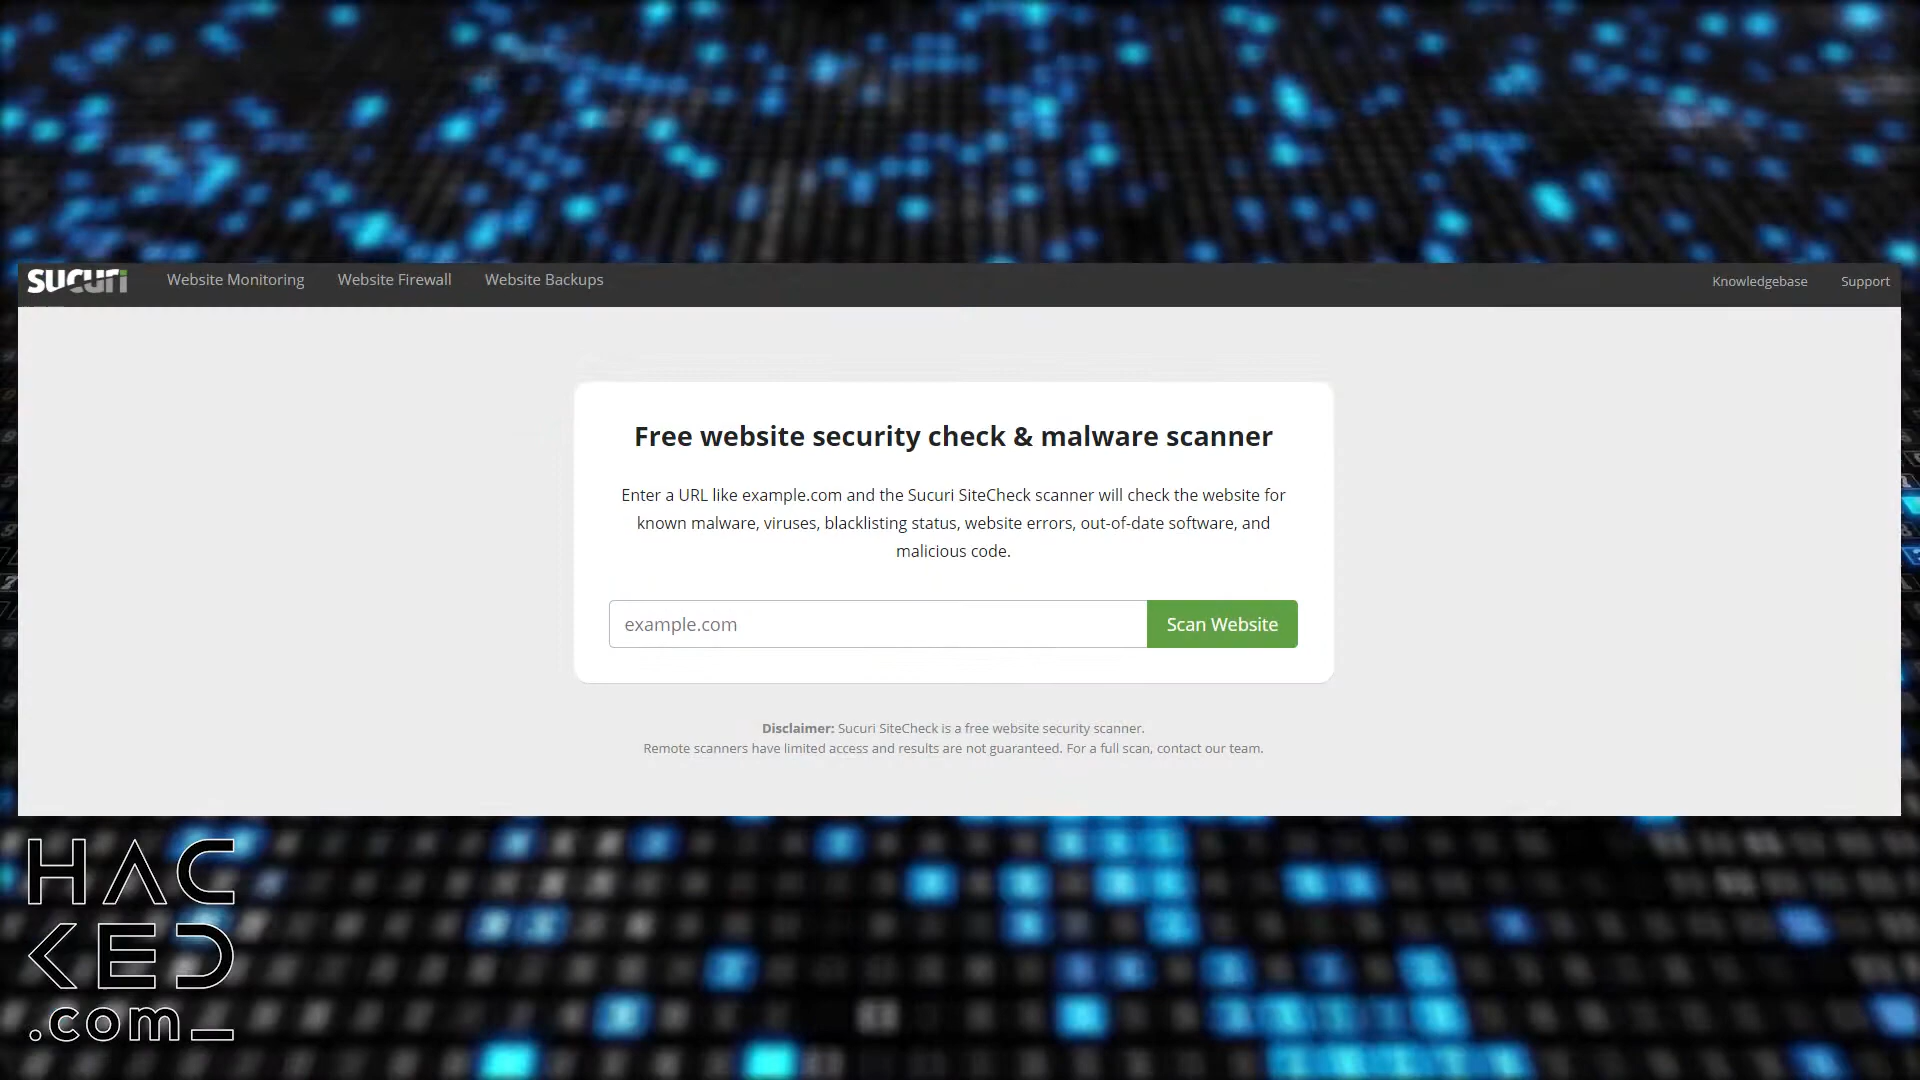 sucuri
Website Monitoring
Website Firewall
Website Backups
Knowledgebase
Support
Free website security check & malware scanner
Enter a URL like example.com and the Sucuri SiteCheck scanner will check the website for
known malware, viruses, blacklisting status, website errors, out-of-date software, and
malicious code.
example.com
Scan Website
Disclaimer: Sucuri SiteCheck is a free website security scanner.
Remote scanners have limited access and results are not guaranteed. For a full scan, contact our team.
HAC
KED
.com_